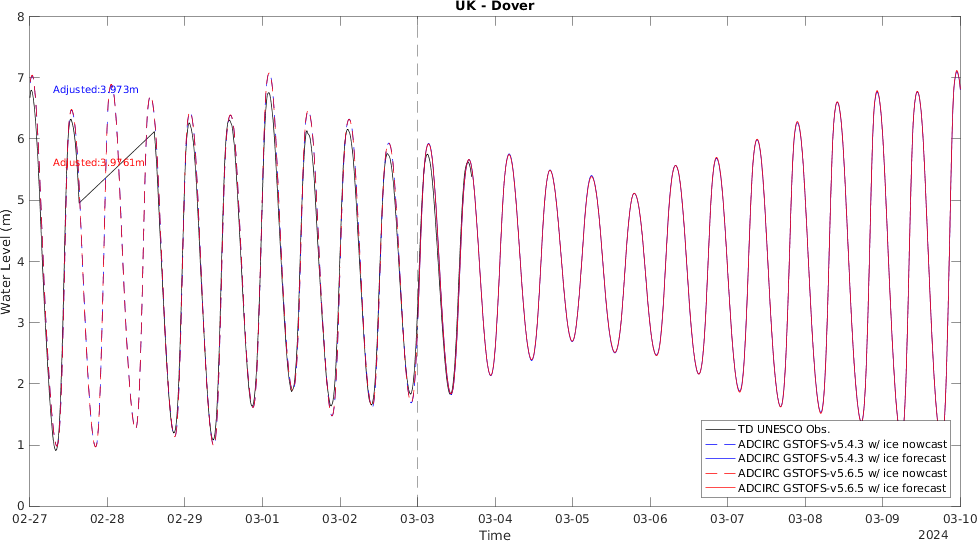 UK - Dover
8
7
6
5
4
3
2
1
0
Water Level (m)
Adjusted:3.973m
Adjusted:3.9761m
TD UNESCO Obs.
ADCIRC GSTOFS-v5.4.3 w/ ice nowcast
ADCIRC GSTOFS-v5.4.3 w/ ice forecast
ADCIRC GSTOFS-v5.6.5 w/ ice nowcast
ADCIRC GSTOFS-v5.6.5 w/ ice forecast
02-27 02-28 02-29 03-01 03-02 03-03 03-04 03-05 03-06 03-07 03-08 03-09 03-10
Time
2024